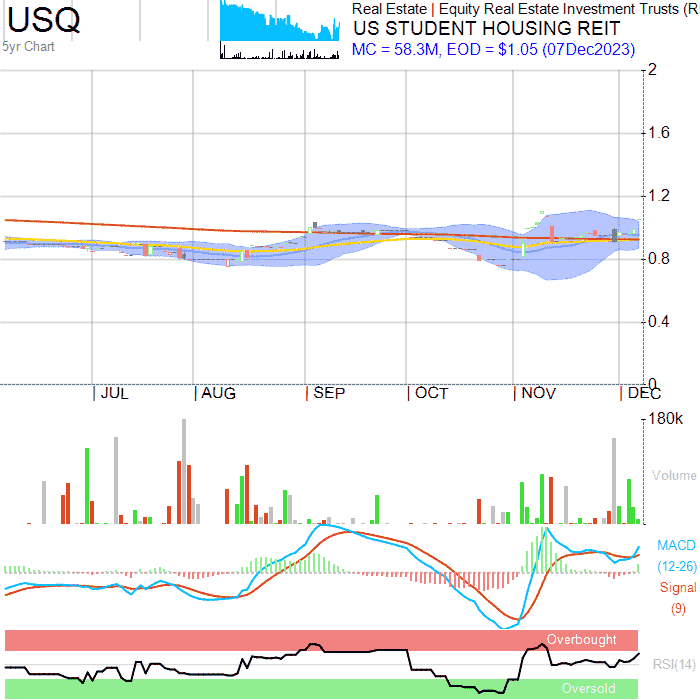 USQ
5yr Chart
Real Estate | Equity Real Estate Investment Trusts (R
US STUDENT HOUSING REIT
MC = 58.3M, EOD = $1.05 (07Dec2023)
2
1.6
1.2
0.8
0.4
0
JUL AUG SEP OCT NOV DEC
180k
Volume
MACD
(12-26)
Signal
(9)
Overbought
RSI(14)
Oversold